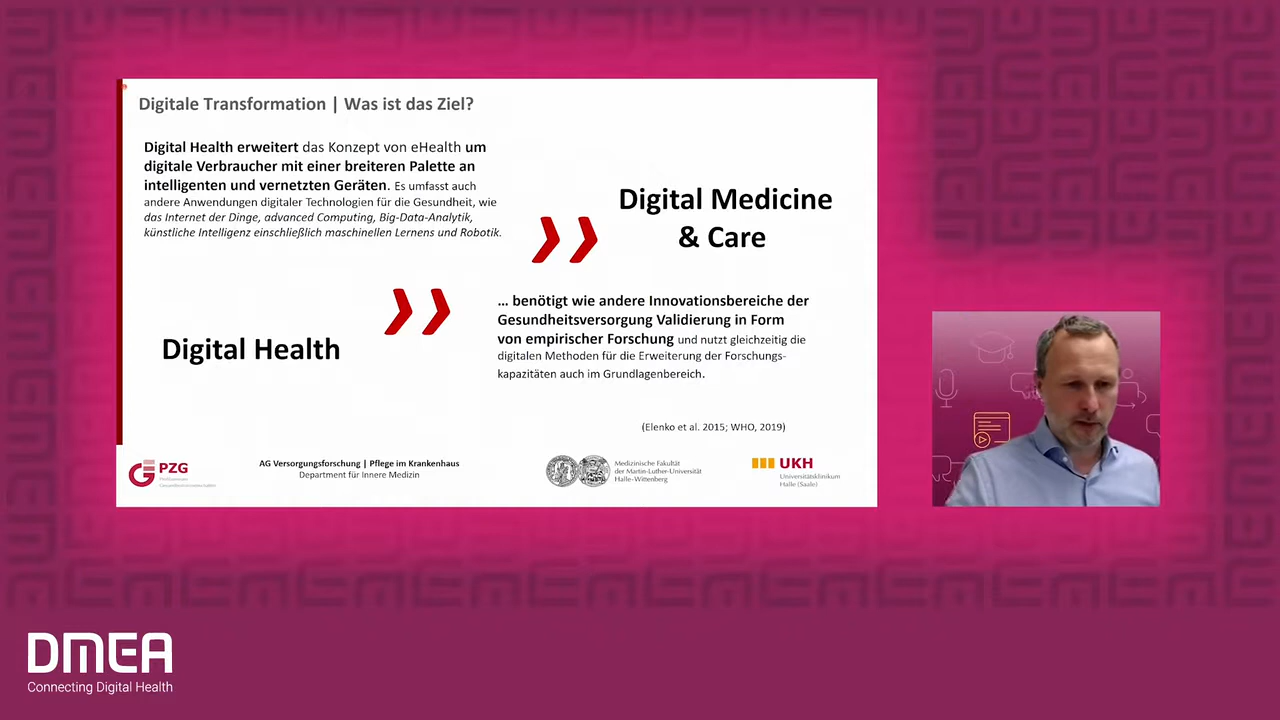 Digitale Transformation | Was ist das Ziel?
Digital Health erweitert das Konzept von eHealth um
digitale Verbraucher mit einer breiteren Palette an
intelligenten und vernetzten Geräten. Es umfasst auch
andere Anwendungen digitaler Technologien für die Gesundheit, wie
das Internet der Dinge, advanced Computing, Big-Data-Analytik,
künstliche Intelligenz einschließlich maschinellen Lernens und Robotik.
Digital Medicine
& Care
Digital Health
... benötigt wie andere Innovationsbereiche der
Gesundheitsversorgung Validierung in Form
von empirischer Forschung und nutzt gleichzeitig die
digitalen Methoden für die Erweiterung der Forschungs-
kapazitäten auch im Grundlagenbereich.
(Elenko et al. 2015; WHO, 2019)
PZG
Profilzentrum
Gesundheitswissenschaften
AG Versorgungsforschung | Pflege im Krankenhaus
Department für Innere Medizin
Medizinische Fakultät
der Martin-Luther-Universität
Halle-Wittenberg
UKH
Universitätsklinikum
Halle (Saale)
DMEA
Connecting Digital Health